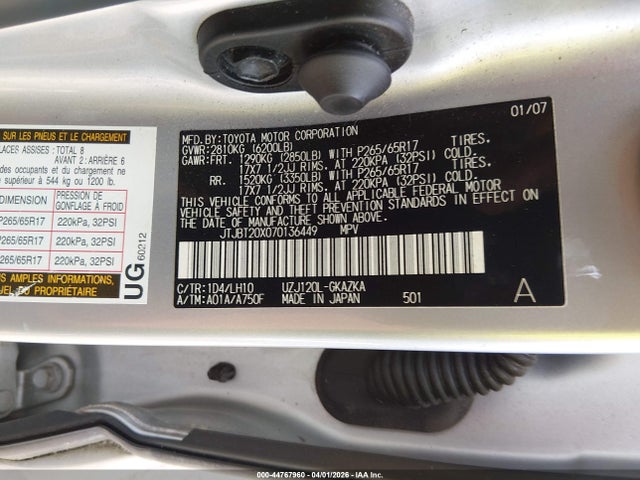 SUR LES PNEUS ET LE CHARGEMENT
PLACES ASSISES : TOTAL 8
AVANT 2 : ARRIÈRE 6
des occupants et du chargement ne
supérieur à 544 kg ou 1200 lb.
DIMENSION PRESSION DE GONFLAGE À FROID
P265/65R17 220kPa, 32PSI
P265/65R17 220kPa, 32PSI
P265/65R17 220kPa, 32PSI
US AMPLES INFORMATIONS,
UG 60212
01/07
MFD.BY:TOYOTA MOTOR CORPORATION
GVWR:2810KG (6200LB)
GAWR:FRT. 1290KG (2850LB) WITH P265/65R17 TIRES.
17X7 1/2JJ RIMS. AT 220KPA (32PSI) COLD.
RR. 1520KG (3350LB) WITH P265/65R17 TIRES.
17X7 1/2JJ RIMS. AT 220KPA (32PSI) COLD.
THIS VEHICLE CONFORMS TO ALL APPLICABLE FEDERAL MOTOR
VEHICLE SAFETY AND THEFT PREVENTION STANDARDS IN EFFECT
ON THE DATE OF MANUFACTURE SHOWN ABOVE.
JTJBT20X070136449 MPV
C/TR:1D4/LH10 UZJ120L-GKAZKA
A/TM:A01A/A750F MADE IN JAPAN 501 A
000-44767960 - 04/01/2026 - IAA Inc.